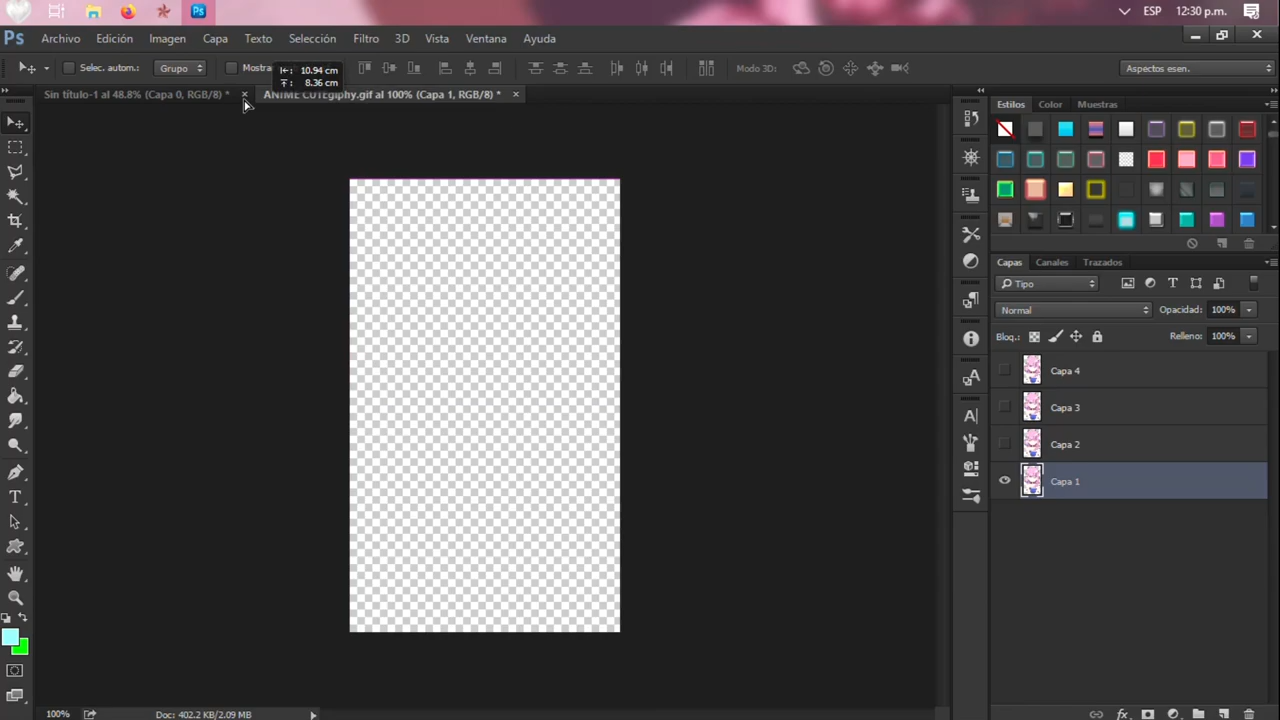 ESP 12:30 p.m.
Ps Archivo Edición Imagen Capa Texto Selección Filtro 3D Vista Ventana Ayuda
Selec. autom.: Grupo Mostra Modo 3D: Aspectos esen.
10.94 cm
8.36 cm
Sin título-1 al 48.8% (Capa 0, RGB/8) * × ANIME CUTEgiphy.gif al 100% (Capa 1, RGB/8) * ×
Estilos Color Muestras
Capas Canales Trazados
Tipo
Normal Opacidad: 100%
Bloq.: Relleno: 100%
Capa 4
Capa 3
Capa 2
Capa 1
100% Doc: 402.2 KB/2.09 MB